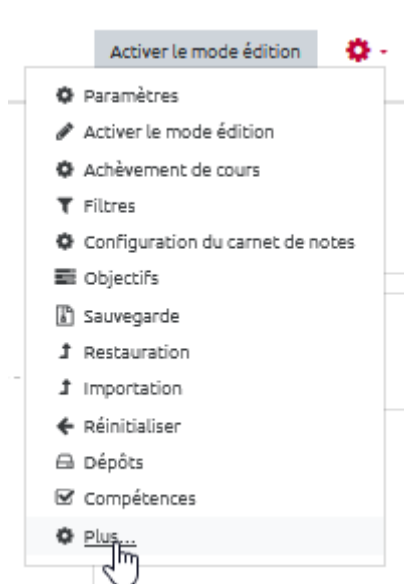 Activer le mode édition
Paramètres
Activer le mode édition
Achèvement de cours
Filtres
Configuration du carnet de notes
Objectifs
Sauvegarde
Restauration
Importation
Réinitialiser
Dépôts
Compétences
Plus...